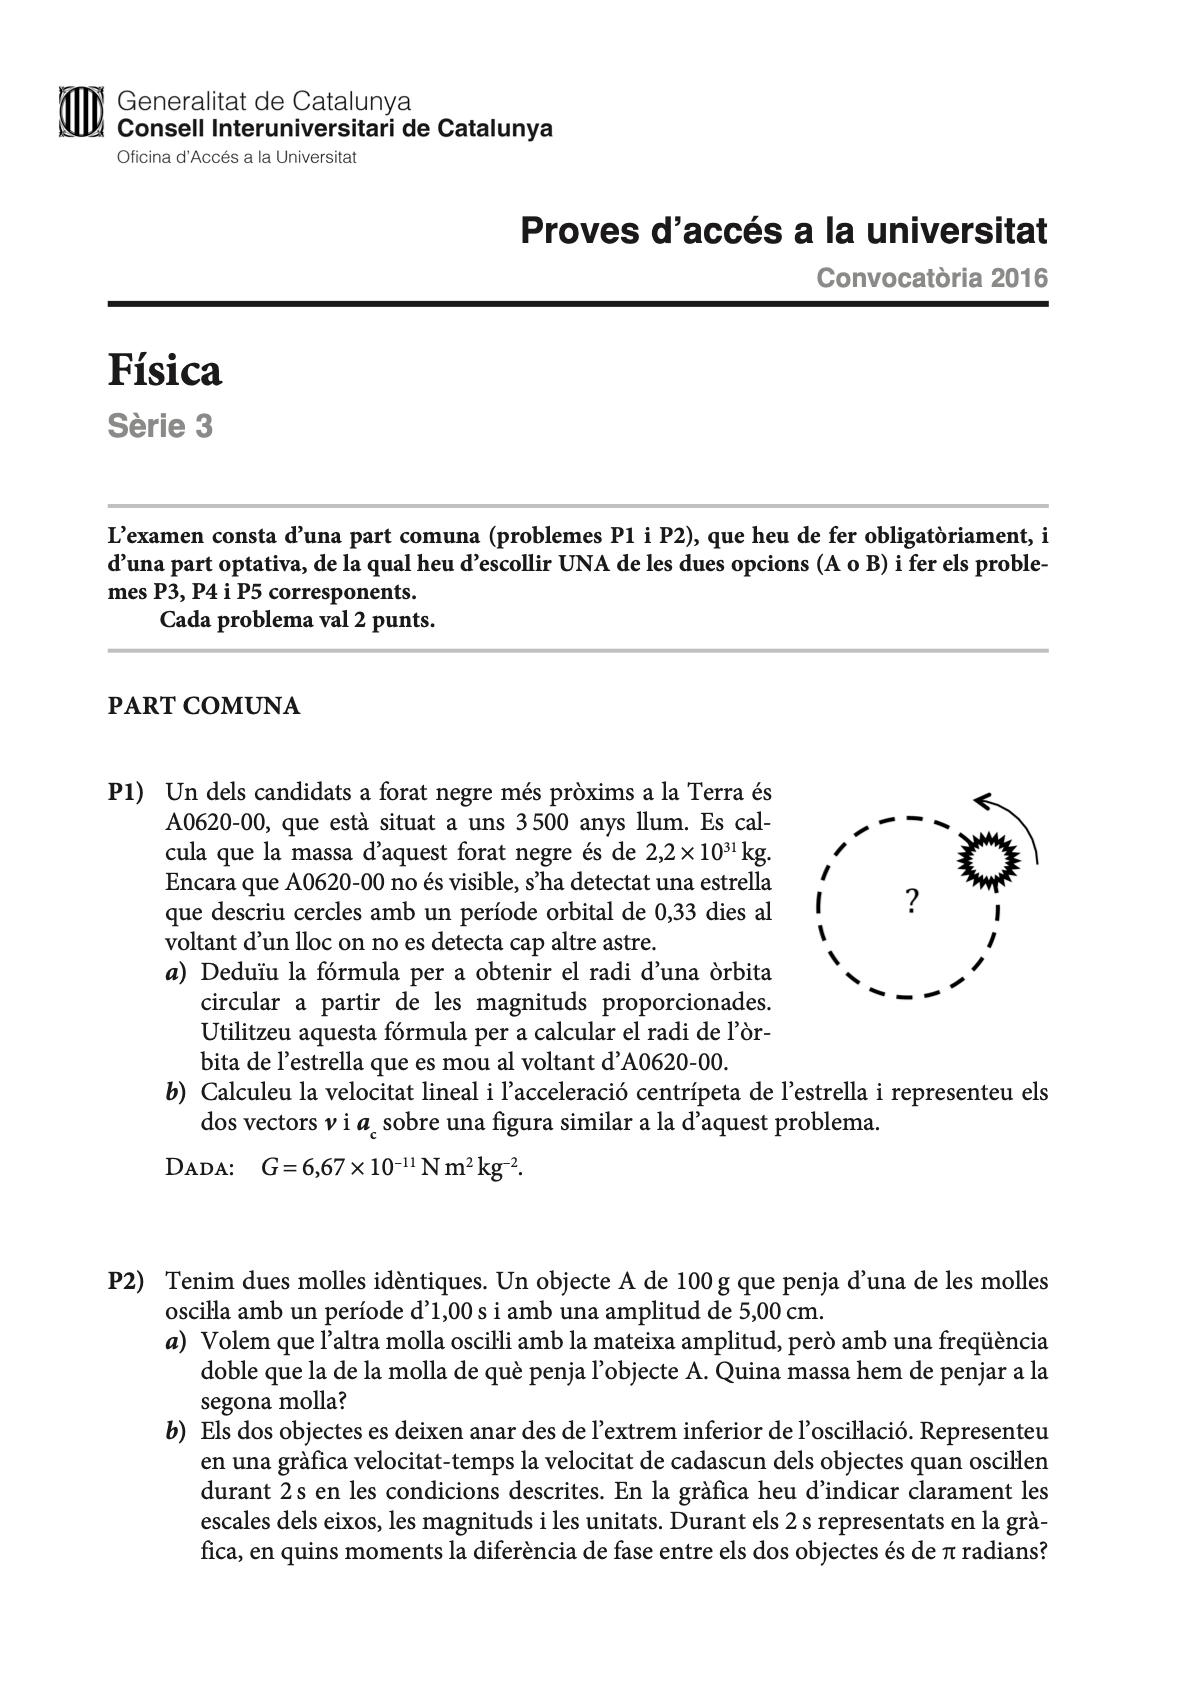 Generalitat de Catalunya
Consell Interuniversitari de Catalunya
Oficina d'Accés a la Universitat
Proves d'accés a la universitat
Convocatòria 2016
Física
Sèrie 3
L'examen consta d'una part comuna (problemes P1 i P2), que heu de fer obligatòriament, i
d'una part optativa, de la qual heu d'escollir UNA de les dues opcions (A o B) i fer els proble-
mes P3, P4 i P5 corresponents.
Cada problema val 2 punts.
PART COMUNA
P1) Un dels candidats a forat negre més pròxims a la Terra és
A0620-00, que està situat a uns 3 500 anys llum. Es cal-
cula que la massa d'aquest forat negre és de 2,2 × 10³¹ kg.
Encara que A0620-00 no és visible, s'ha detectat una estrella
que descriu cercles amb un període orbital de 0,33 dies al
voltant d'un lloc on no es detecta cap altre astre.
a) Deduïu la fórmula per a obtenir el radi d'una òrbita
circular a partir de les magnituds proporcionades.
Utilitzeu aquesta fórmula per a calcular el radi de l'òr-
bita de l'estrella que es mou al voltant d'A0620-00.
?
b) Calculeu la velocitat lineal i l'acceleració centrípeta de l'estrella i representeu els
dos vectors v i a_c sobre una figura similar a la d'aquest problema.
DADA: G = 6,67 × 10⁻¹¹ N m² kg⁻².
P2) Tenim dues molles idèntiques. Un objecte A de 100 g que penja d'una de les molles
oscil·la amb un període d'1,00 s i amb una amplitud de 5,00 cm.
a) Volem que l'altra molla oscil·li amb la mateixa amplitud, però amb una freqüència
doble que la de la molla de què penja l'objecte A. Quina massa hem de penjar a la
segona molla?
b) Els dos objectes es deixen anar des de l'extrem inferior de l'oscil·lació. Representeu
en una gràfica velocitat-temps la velocitat de cadascun dels objectes quan oscil·len
durant 2 s en les condicions descrites. En la gràfica heu d'indicar clarament les
escales dels eixos, les magnituds i les unitats. Durant els 2 s representats en la grà-
fica, en quins moments la diferència de fase entre els dos objectes és de π radians?